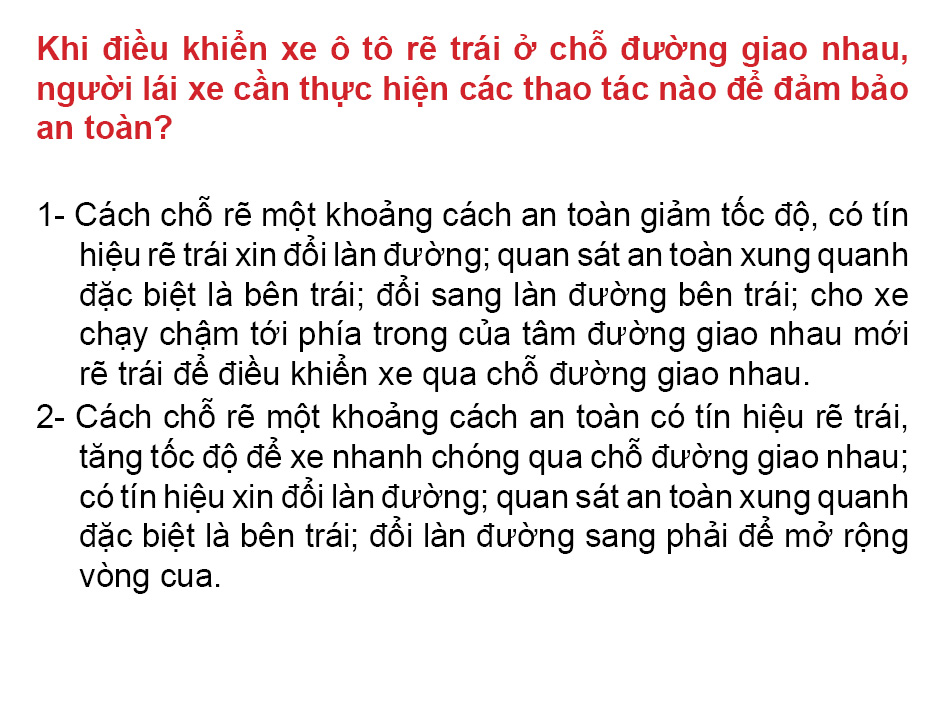 Khi điều khiển xe ô tô rẽ trái ở chỗ đường giao nhau,
người lái xe cần thực hiện các thao tác nào để đảm bảo
an toàn?
1- Cách chỗ rẽ một khoảng cách an toàn giảm tốc độ, có tín
hiệu rẽ trái xin đổi làn đường; quan sát an toàn xung quanh
đặc biệt là bên trái; đổi sang làn đường bên trái; cho xe
chạy chậm tới phía trong của tâm đường giao nhau mới
rẽ trái để điều khiển xe qua chỗ đường giao nhau.
2- Cách chỗ rẽ một khoảng cách an toàn có tín hiệu rẽ trái,
tăng tốc độ để xe nhanh chóng qua chỗ đường giao nhau;
có tín hiệu xin đổi làn đường; quan sát an toàn xung quanh
đặc biệt là bên trái; đổi làn đường sang phải để mở rộng
vòng cua.